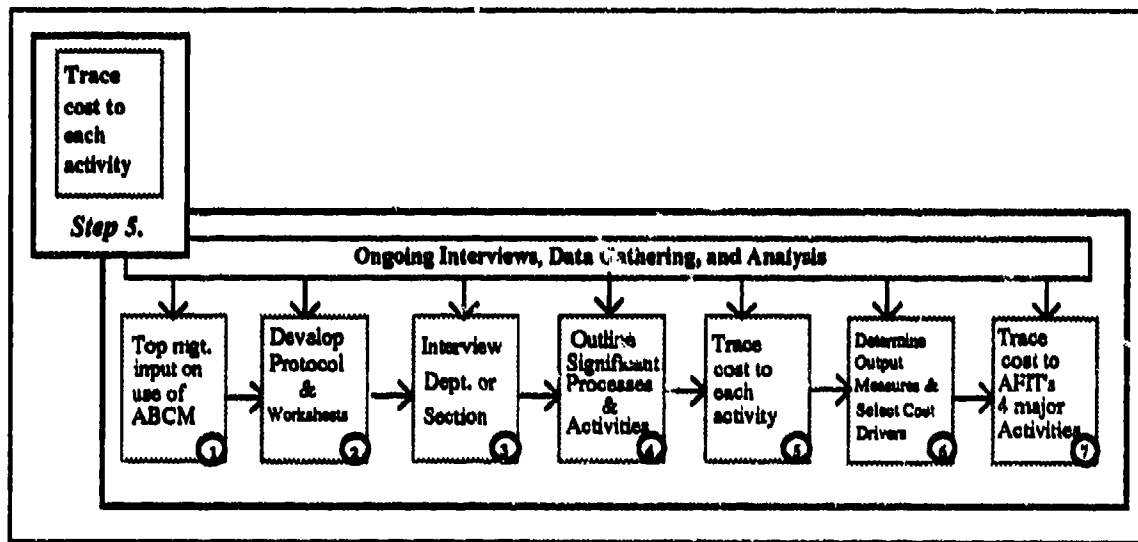 Trace
cost to
each
activity
Step 5.
Ongoing Interviews, Data Gathering, and Analysis
Top mgt.
input on
use of
ABCM
1
Develop
Protocol
&
Worksheets
2
Interview
Dept. or
Section
3
Outline
Significant
Processes
&
Activities
4
Trace
cost to
each
activity
5
Determine
Output
Measures &
Select Cost
Drivers
6
Trace
cost to
AFIT's
4 major
Activities
7